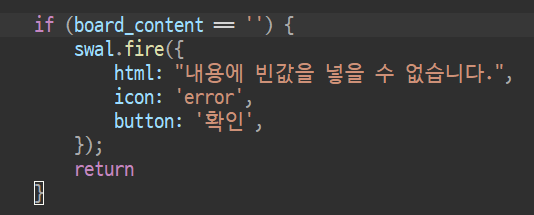 if (board_content == '') {
    swal.fire({
        html: "내용에 빈값을 넣을 수 없습니다.",
        icon: 'error',
        button: '확인',
    });
    return
}